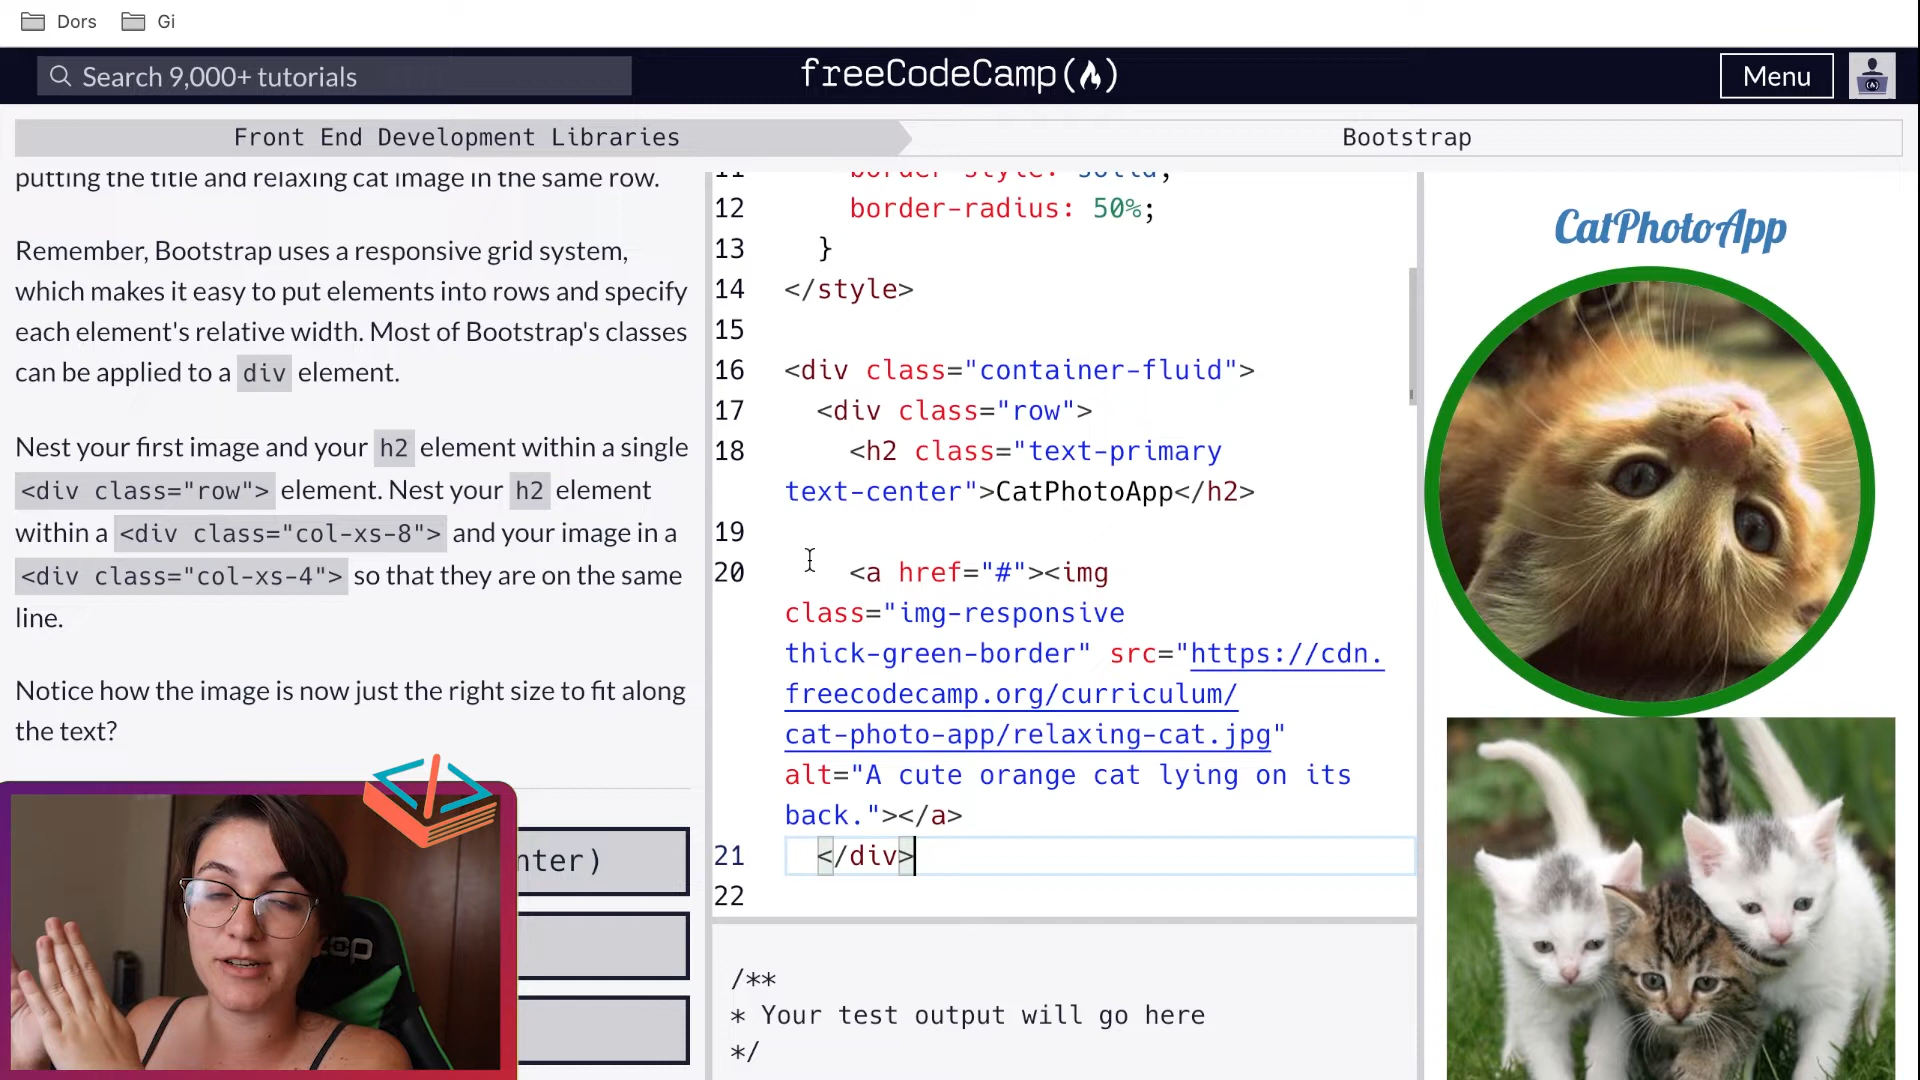 Dors Gi
Search 9,000+ tutorials
freeCodeCamp
Menu
Front End Development Libraries
Bootstrap
putting the title and relaxing cat image in the same row.
Remember, Bootstrap uses a responsive grid system,
which makes it easy to put elements into rows and specify
each element's relative width. Most of Bootstrap's classes
can be applied to a div element.
Nest your first image and your h2 element within a single
<div class="row"> element. Nest your h2 element
within a <div class="col-xs-8"> and your image in a
<div class="col-xs-4"> so that they are on the same
line.
Notice how the image is now just the right size to fit along
the text?
nter)
11 border-style: solid;
12 border-radius: 50%;
13 }
14 </style>
15
16 <div class="container-fluid">
17 <div class="row">
18 <h2 class="text-primary
text-center">CatPhotoApp</h2>
19
20 <a href="#"><img
class="img-responsive
thick-green-border" src="https://cdn.
freecodecamp.org/curriculum/
cat-photo-app/relaxing-cat.jpg"
alt="A cute orange cat lying on its
back."></a>
21 </div>
22
/**
* Your test output will go here
*/
CatPhotoApp